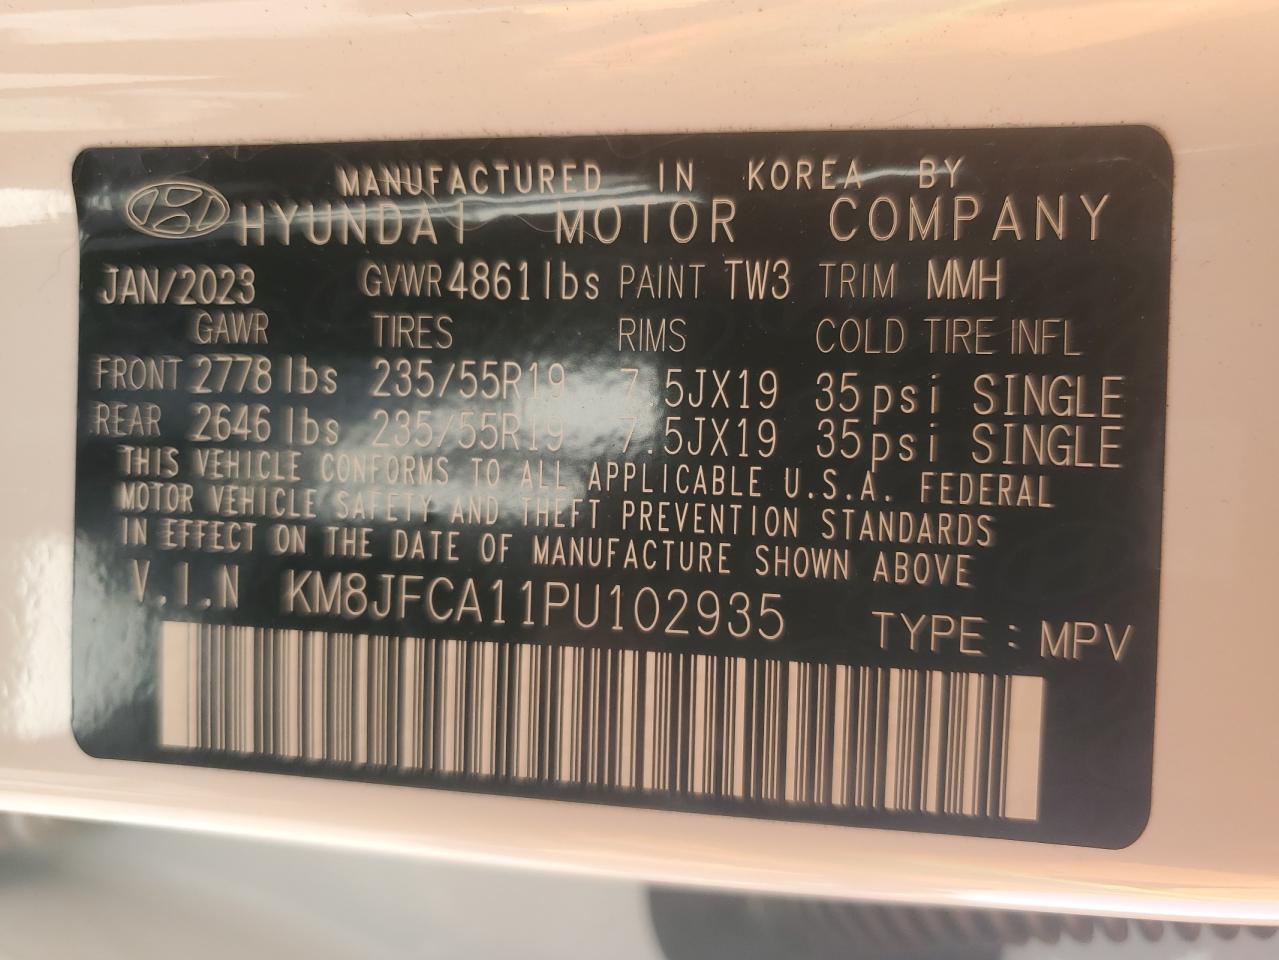 MANUFACTURED IN KOREA BY
HYUNDAI MOTOR COMPANY
JAN/2023 GVWR 4861lbs PAINT TW3 TRIM MMH
GAWR TIRES RIMS COLD TIRE INFL
FRONT 2778 lbs 235/55R19 7.5JX19 35psi SINGLE
REAR 2646 lbs 235/55R19 7.5JX19 35psi SINGLE
THIS VEHICLE CONFORMS TO ALL APPLICABLE U.S.A. FEDERAL
MOTOR VEHICLE SAFETY AND THEFT PREVENTION STANDARDS
IN EFFECT ON THE DATE OF MANUFACTURE SHOWN ABOVE
V.I.N KM8JFCA11PU102935 TYPE : MPV